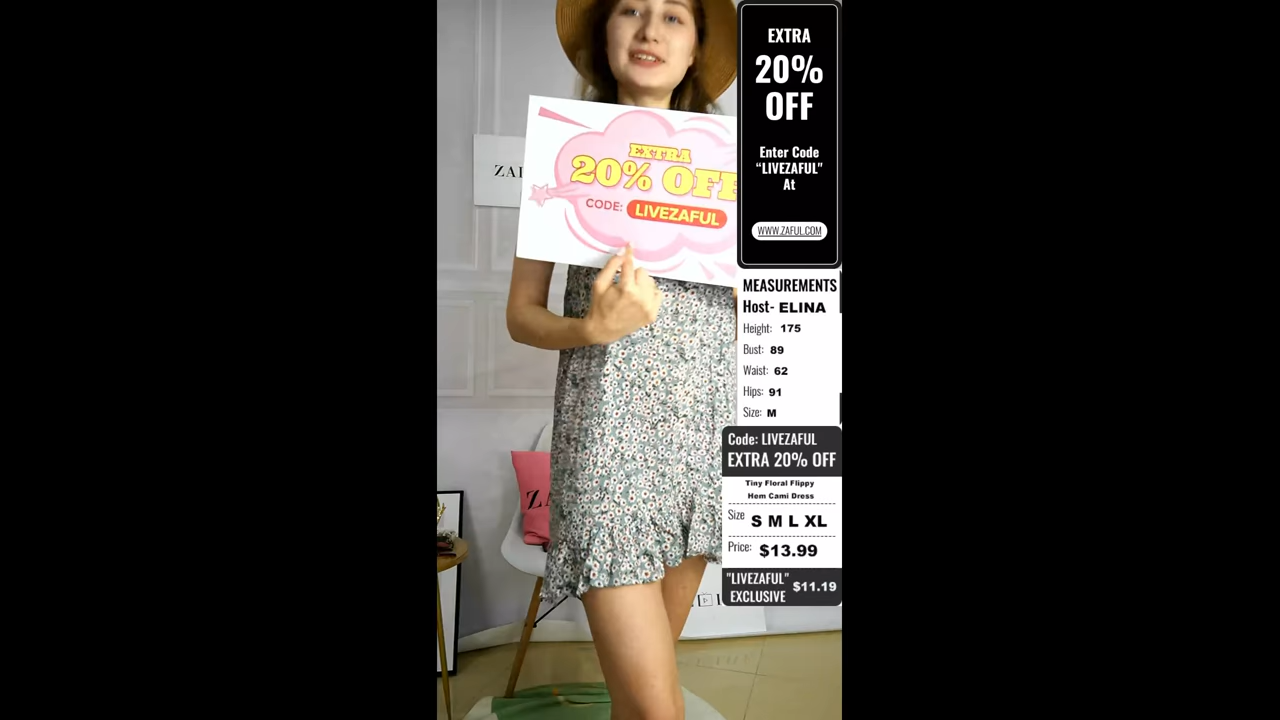 EXTRA
20%
OFF
Enter Code
"LIVEZAFUL"
At
WWW.ZAFUL.COM
EXTRA
20% OFF
CODE: LIVEZAFUL
MEASUREMENTS
Host- ELINA
Height: 175
Bust: 89
Waist: 62
Hips: 91
Size: M
Code: LIVEZAFUL
EXTRA 20% OFF
Tiny Floral Flippy
Hem Cami Dress
Size S M L XL
Price: $13.99
"LIVEZAFUL"
EXCLUSIVE $11.19